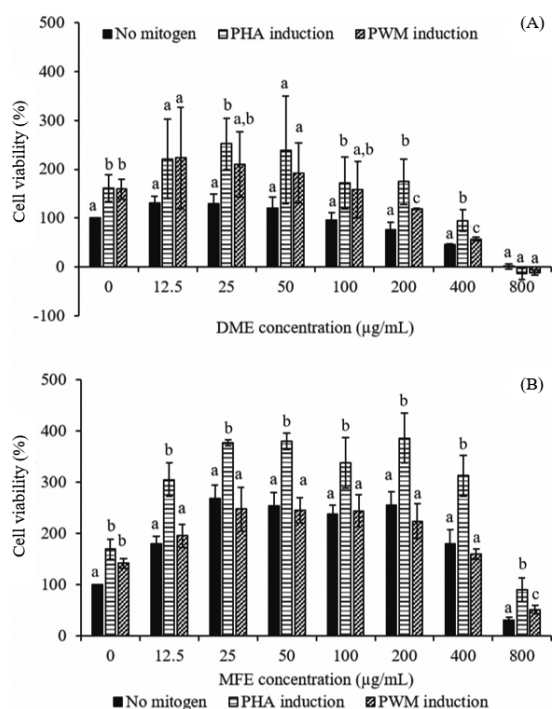 (A)
No mitogen PHA induction PWM induction
500
400
300
200
100
0
-100
Cell viability (%)
a b b
a a a
a b a,b
a a a
a b a,b
a b c
a b c
a a a
0 12.5 25 50 100 200 400 800
DME concentration (µg/mL)
(B)
500
400
300
200
100
0
Cell viability (%)
a b b
a b a
a b a
a b a
a b a
a b a
a b a
a b c
0 12.5 25 50 100 200 400 800
MFE concentration (µg/mL)
No mitogen PHA induction PWM induction